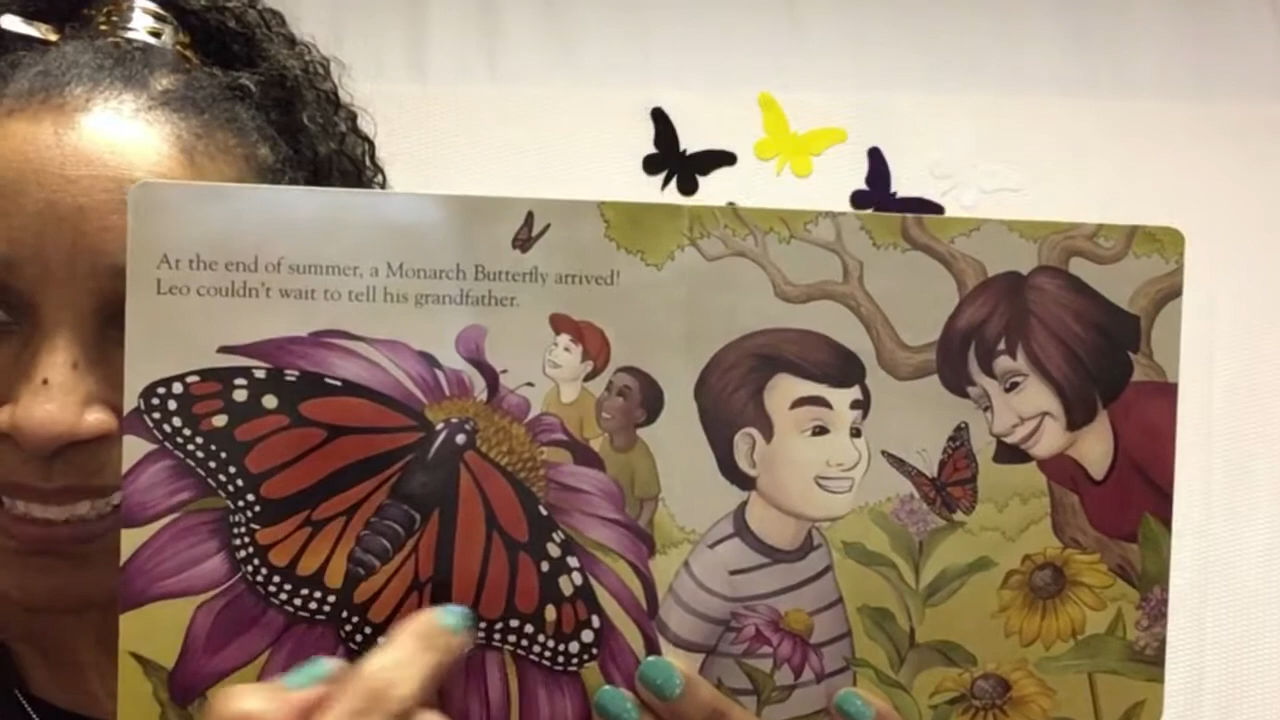 At the end of summer, a Monarch Butterfly arrived!
Leo couldn't wait to tell his grandfather.